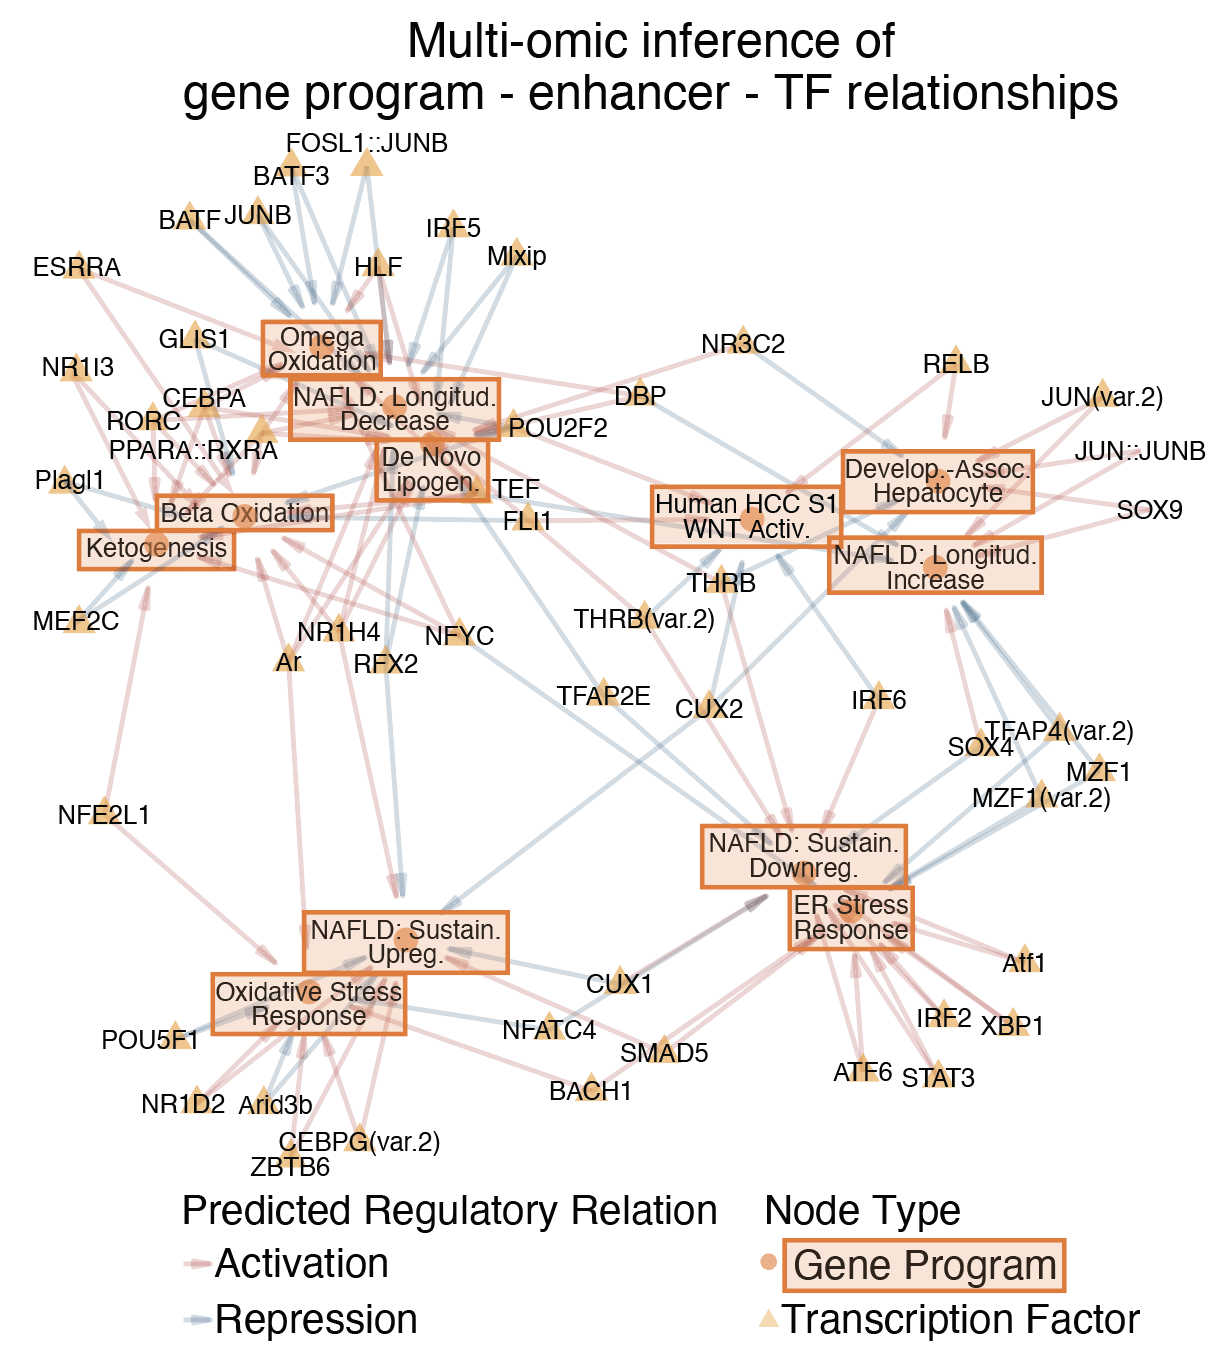 Multi-omic inference of
gene program - enhancer - TF relationships
FOSL1::JUNB
BATF3
BATF
JUNB
IRF5
Mlxip
ESRRA
HLF
GLIS1
Omega
Oxidation
NR3C2
NR1I3
RELB
CEBPA
NAFLD: Longitud.
Decrease
DBP
JUN(var.2)
RORC
POU2F2
PPARA::RXRA
JUN::JUNB
De Novo
Lipogen.
Develop.-Assoc.
Hepatocyte
Plagl1
TEF
Human HCC S1
WNT Activ.
SOX9
Beta Oxidation
FLI1
Ketogenesis
NAFLD: Longitud.
Increase
THRB
MEF2C
THRB(var.2)
NR1H4
NFYC
Ar
RFX2
TFAP2E
CUX2
IRF6
TFAP4(var.2)
SOX4
MZF1
MZF1(var.2)
NFE2L1
NAFLD: Sustain.
Downreg.
ER Stress
Response
NAFLD: Sustain.
Upreg.
Atf1
CUX1
Oxidative Stress
Response
IRF2
XBP1
NFATC4
POU5F1
SMAD5
ATF6
STAT3
BACH1
NR1D2
Arid3b
CEBPG(var.2)
ZBTB6
Predicted Regulatory Relation
Activation
Repression
Node Type
Gene Program
Transcription Factor